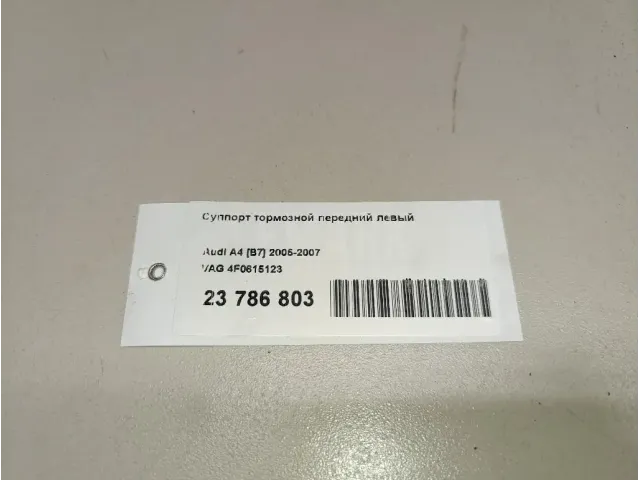 Суппорт тормозной передний левый
Audi A4 [B7] 2005-2007
VAG 4F0615123
23 786 803